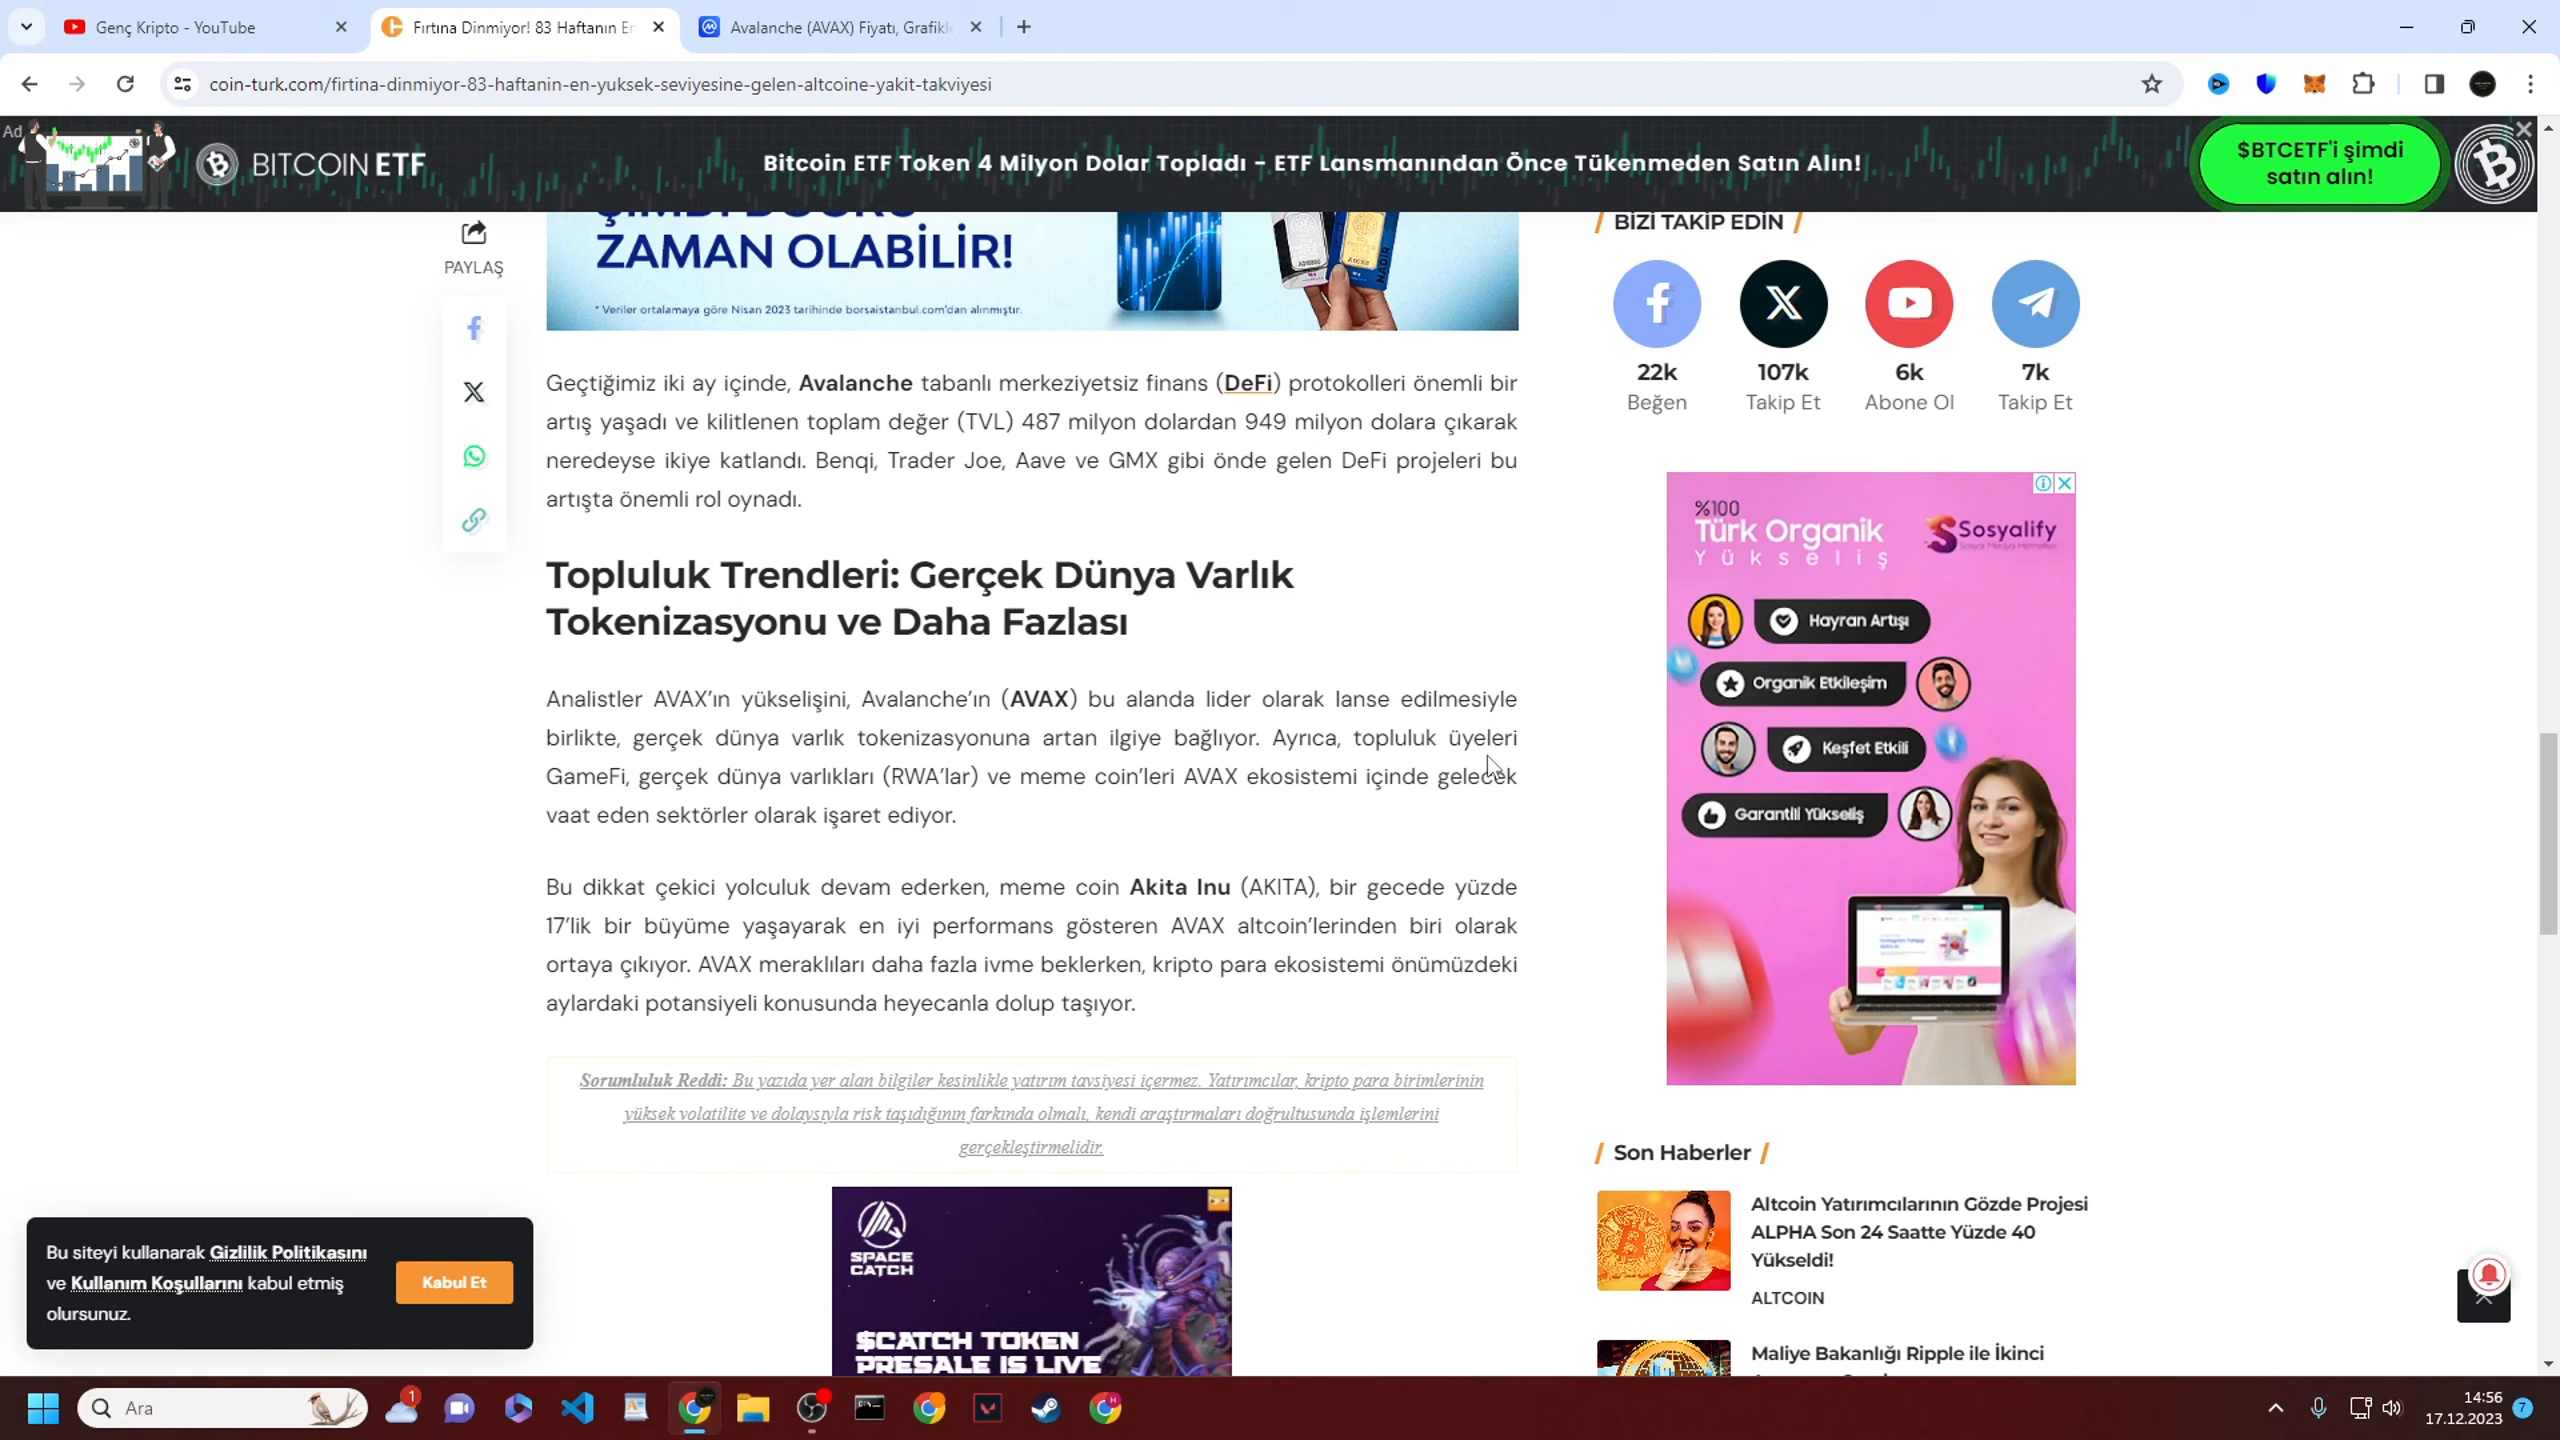 Genç Kripto - YouTube
Fırtına Dinmiyor! 83 Haftanın En
Avalanche (AVAX) Fiyatı, Grafikle
coin-turk.com/firtina-dinmiyor-83-haftanin-en-yuksek-seviyesine-gelen-altcoine-yakit-takviyesi
Ad
BITCOIN ETF
Bitcoin ETF Token 4 Milyon Dolar Topladı - ETF Lansmanından Önce Tükenmeden Satın Alın!
$BTCETF'i şimdi
satın alın!
PAYLAŞ
ŞİMDİ DOĞRU
ZAMAN OLABİLİR!
* Veriler ortalamaya göre Nisan 2023 tarihinde borsaistanbul.com'dan alınmıştır.
NADIR
Geçtiğimiz iki ay içinde, Avalanche tabanlı merkeziyetsiz finans (DeFi) protokolleri önemli bir
artış yaşadı ve kilitlenen toplam değer (TVL) 487 milyon dolardan 949 milyon dolara çıkarak
neredeyse ikiye katlandı. Benqi, Trader Joe, Aave ve GMX gibi önde gelen DeFi projeleri bu
artışta önemli rol oynadı.
Topluluk Trendleri: Gerçek Dünya Varlık
Tokenizasyonu ve Daha Fazlası
Analistler AVAX’ın yükselişini, Avalanche’ın (AVAX) bu alanda lider olarak lanse edilmesiyle
birlikte, gerçek dünya varlık tokenizasyonuna artan ilgiye bağlıyor. Ayrıca, topluluk üyeleri
GameFi, gerçek dünya varlıkları (RWA’lar) ve meme coin’leri AVAX ekosistemi içinde gelecek
vaat eden sektörler olarak işaret ediyor.
Bu dikkat çekici yolculuk devam ederken, meme coin Akita Inu (AKITA), bir gecede yüzde
17’lik bir büyüme yaşayarak en iyi performans gösteren AVAX altcoin’lerinden biri olarak
ortaya çıkıyor. AVAX meraklıları daha fazla ivme beklerken, kripto para ekosistemi önümüzdeki
aylardaki potansiyeli konusunda heyecanla dolup taşıyor.
Sorumluluk Reddi: Bu yazıda yer alan bilgiler kesinlikle yatırım tavsiyesi içermez. Yatırımcılar, kripto para birimlerinin
yüksek volatilite ve dolayısıyla risk taşıdığının farkında olmalı, kendi araştırmaları doğrultusunda işlemlerini
gerçekleştirmelidir.
SPACE
CATCH
$CATCH TOKEN
PRESALE IS LIVE
BİZİ TAKİP EDİN
22k
107k
6k
7k
Beğen
Takip Et
Abone Ol
Takip Et
%100
Türk Organik
Yükseliş
Sosyalify
Sosyal Medya Hizmetleri
Hayran Artışı
Organik Etkileşim
Keşfet Etkili
Garantili Yükseliş
Son Haberler
Altcoin Yatırımcılarının Gözde Projesi
ALPHA Son 24 Saatte Yüzde 40
Yükseldi!
ALTCOIN
Maliye Bakanlığı Ripple ile İkinci
Bu siteyi kullanarak Gizlilik Politikasını
ve Kullanım Koşullarını kabul etmiş
olursunuz.
Kabul Et
Ara
1
H
14:56
17.12.2023
7